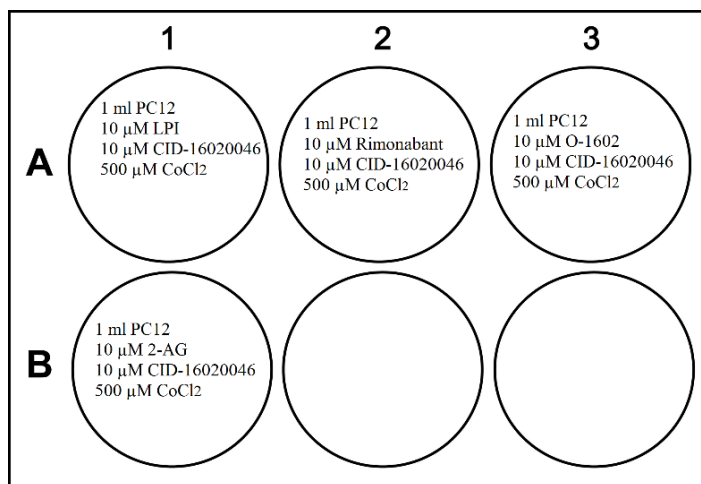 1 2 3
A
1 ml PC12
10 µM LPI
10 µM CID-16020046
500 µM CoCl₂
1 ml PC12
10 µM Rimonabant
10 µM CID-16020046
500 µM CoCl₂
1 ml PC12
10 µM O-1602
10 µM CID-16020046
500 µM CoCl₂
B
1 ml PC12
10 µM 2-AG
10 µM CID-16020046
500 µM CoCl₂